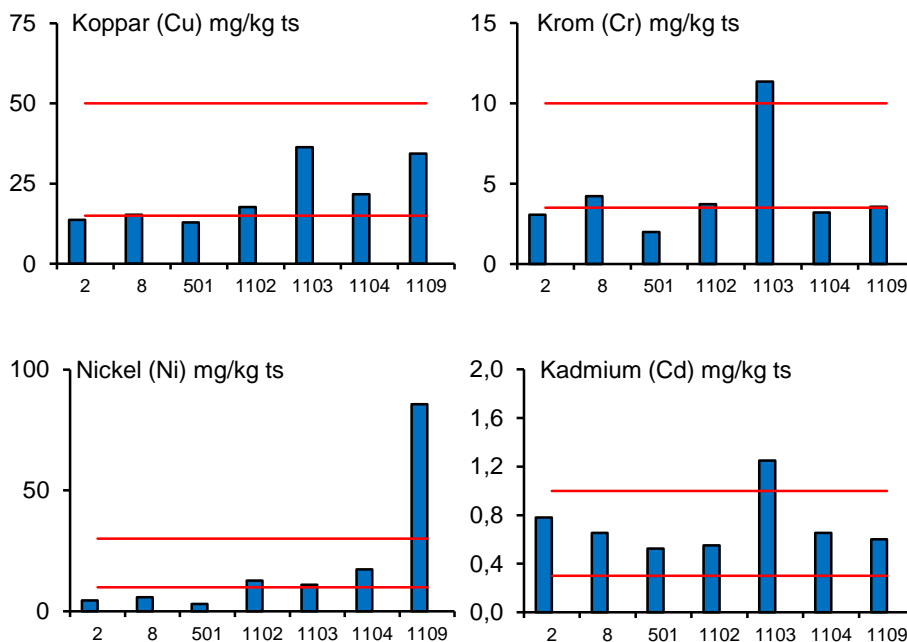 Koppar (Cu) mg/kg ts
75
50
25
0
2 8 501 1102 1103 1104 1109
Krom (Cr) mg/kg ts
15
10
5
0
2 8 501 1102 1103 1104 1109
Nickel (Ni) mg/kg ts
100
50
0
2 8 501 1102 1103 1104 1109
Kadmium (Cd) mg/kg ts
2,0
1,6
1,2
0,8
0,4
0,0
2 8 501 1102 1103 1104 1109